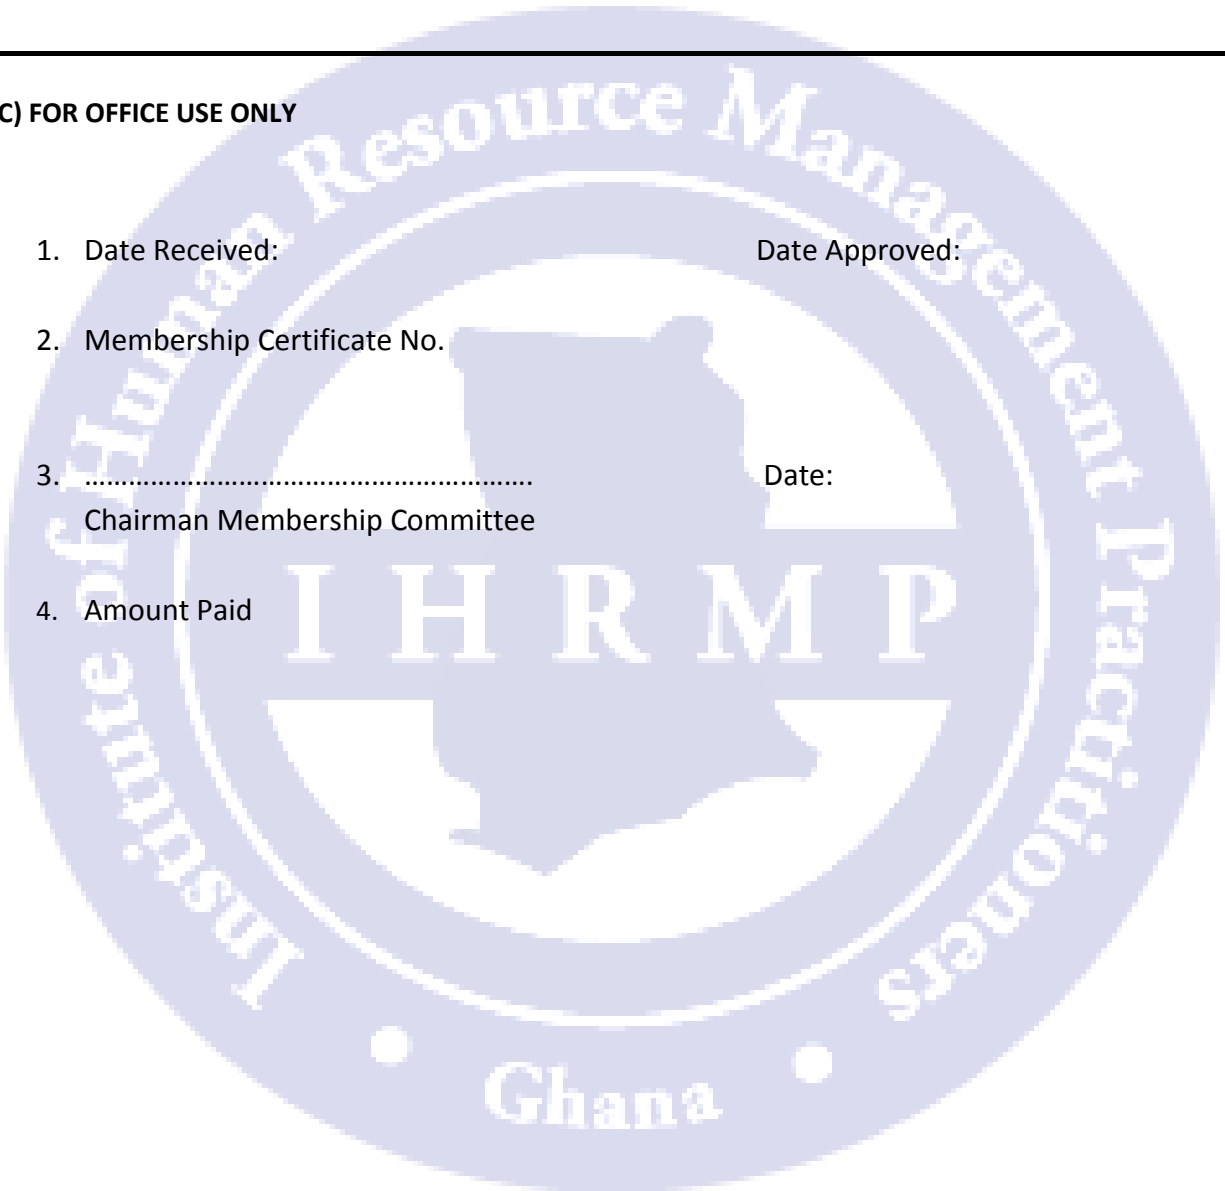 C) FOR OFFICE USE ONLY
1. Date Received: Date Approved:
2. Membership Certificate No.
3. ………………………………………………………. Date:
Chairman Membership Committee
4. Amount Paid
Institute of Human Resource Management Practitioners
I H R M P
• Ghana •